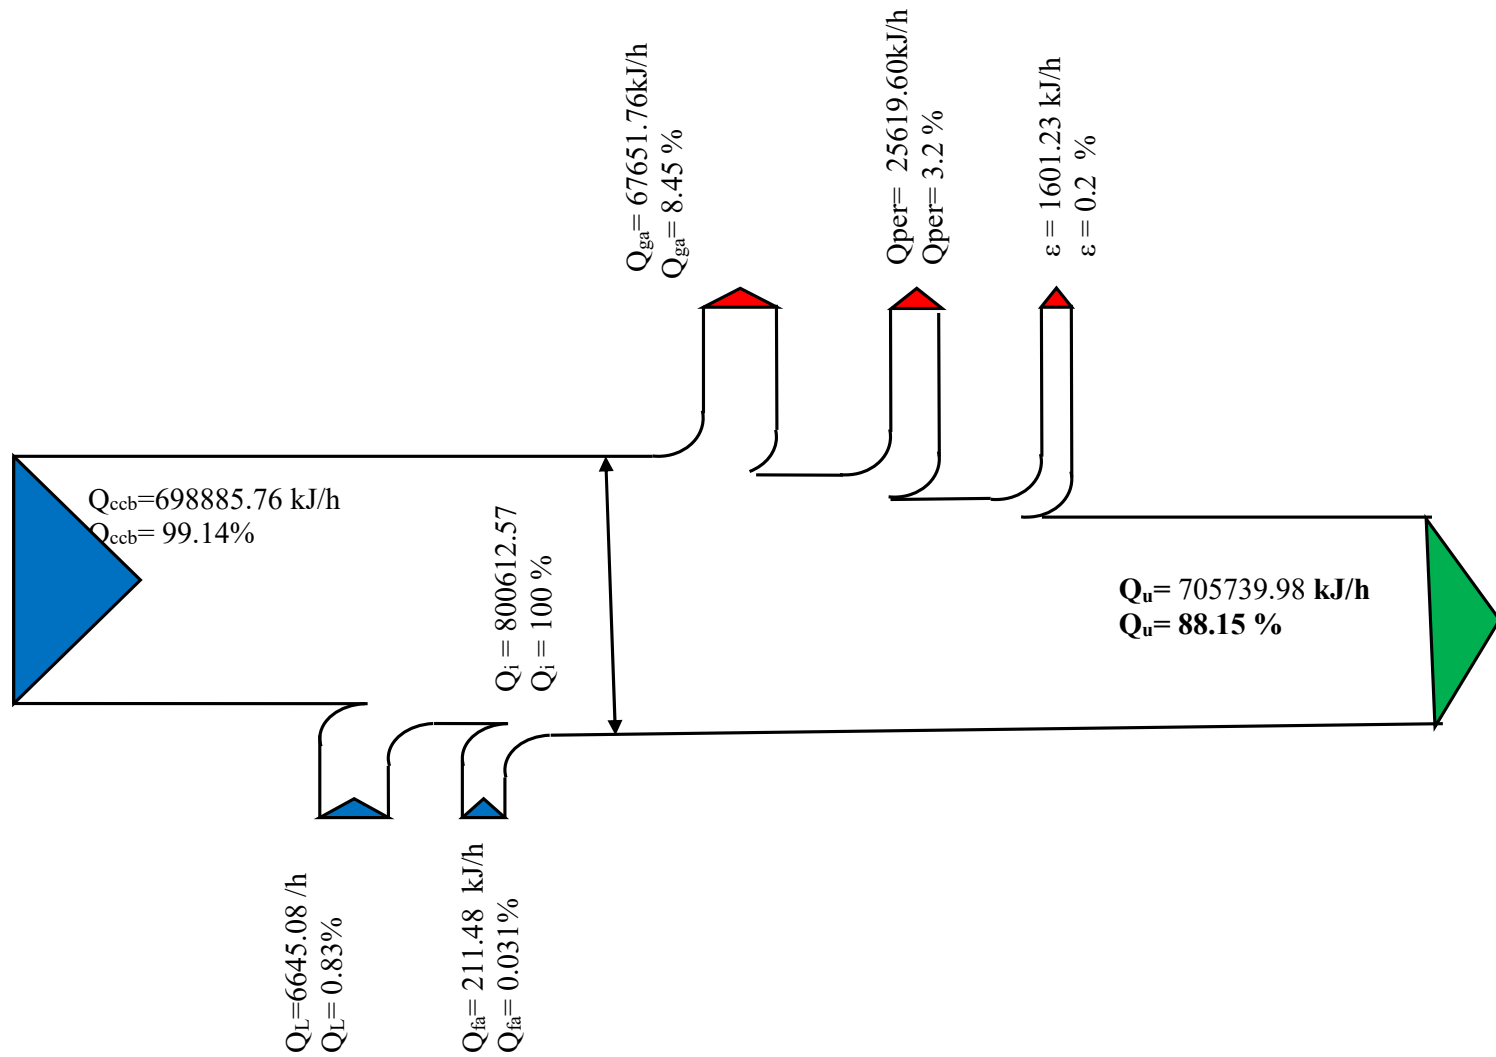 Qga= 67651.76kJ/h
Qga= 8.45 %
Qper=  25619.60kJ/h
Qper= 3.2 %
ε = 1601.23 kJ/h
ε = 0.2  %
Qccb=698885.76 kJ/h
Qccb= 99.14%
Qi = 800612.57
Qi = 100 %
Qu= 705739.98 kJ/h
Qu= 88.15 %
QL=6645.08 /h
QL= 0.83%
Qfa= 211.48  kJ/h
Qfa= 0.031%